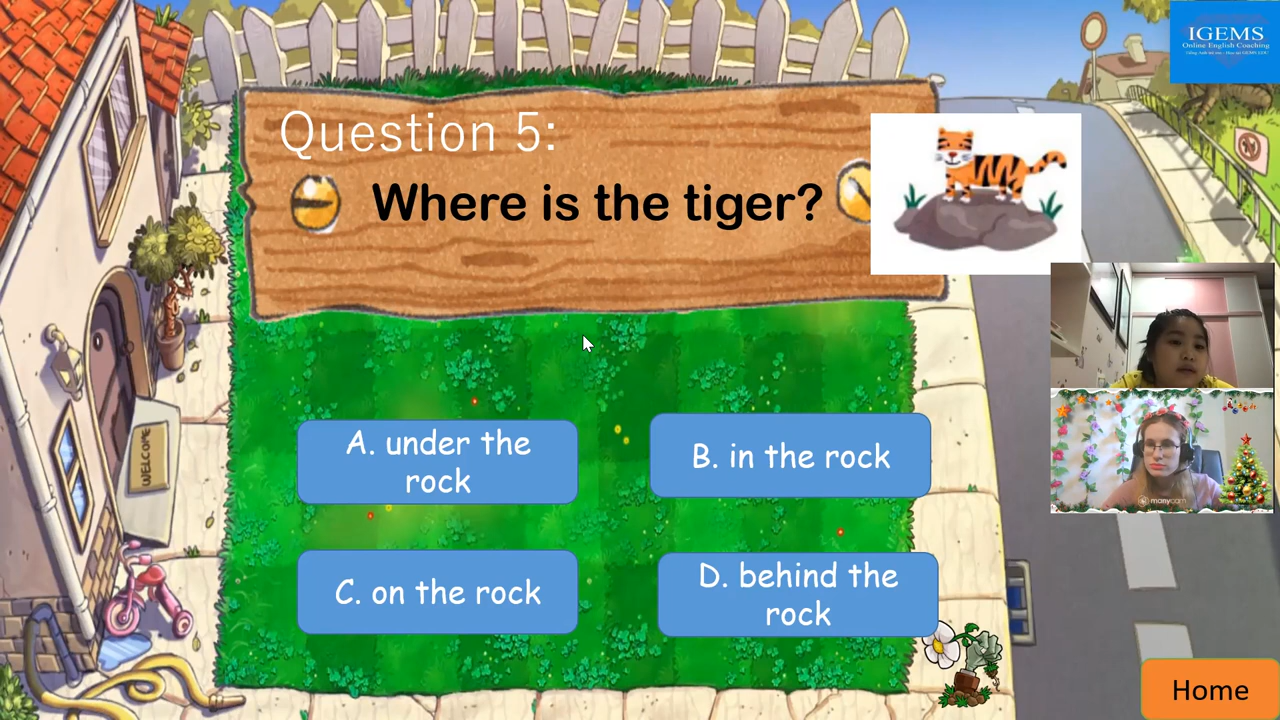 IGEMS
Online English Coaching
Question 5:
Where is the tiger?
A. under the
rock
B. in the rock
C. on the rock
D. behind the
rock
WELCOME
manycam
Home